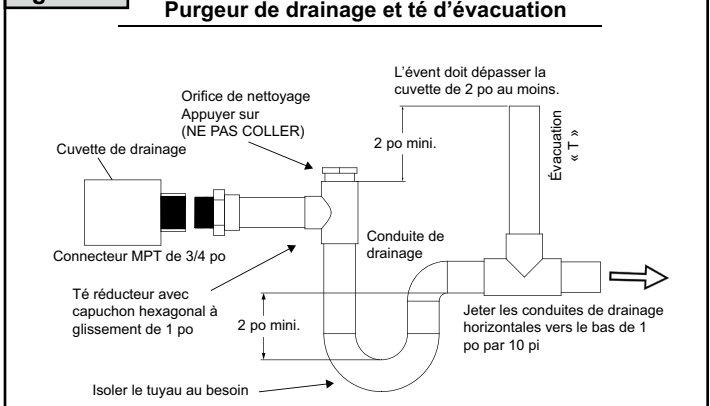 Purgeur de drainage et té d'évacuation
L'évent doit dépasser la
cuvette de 2 po au moins.
Orifice de nettoyage
Appuyer sur
(NE PAS COLLER)
2 po mini.
Évacuation
« T »
Cuvette de drainage
Connecteur MPT de 3/4 po
Conduite de
drainage
Té réducteur avec
capuchon hexagonal à
glissement de 1 po
2 po mini.
Jeter les conduites de drainage
horizontales vers le bas de 1
po par 10 pi
Isoler le tuyau au besoin